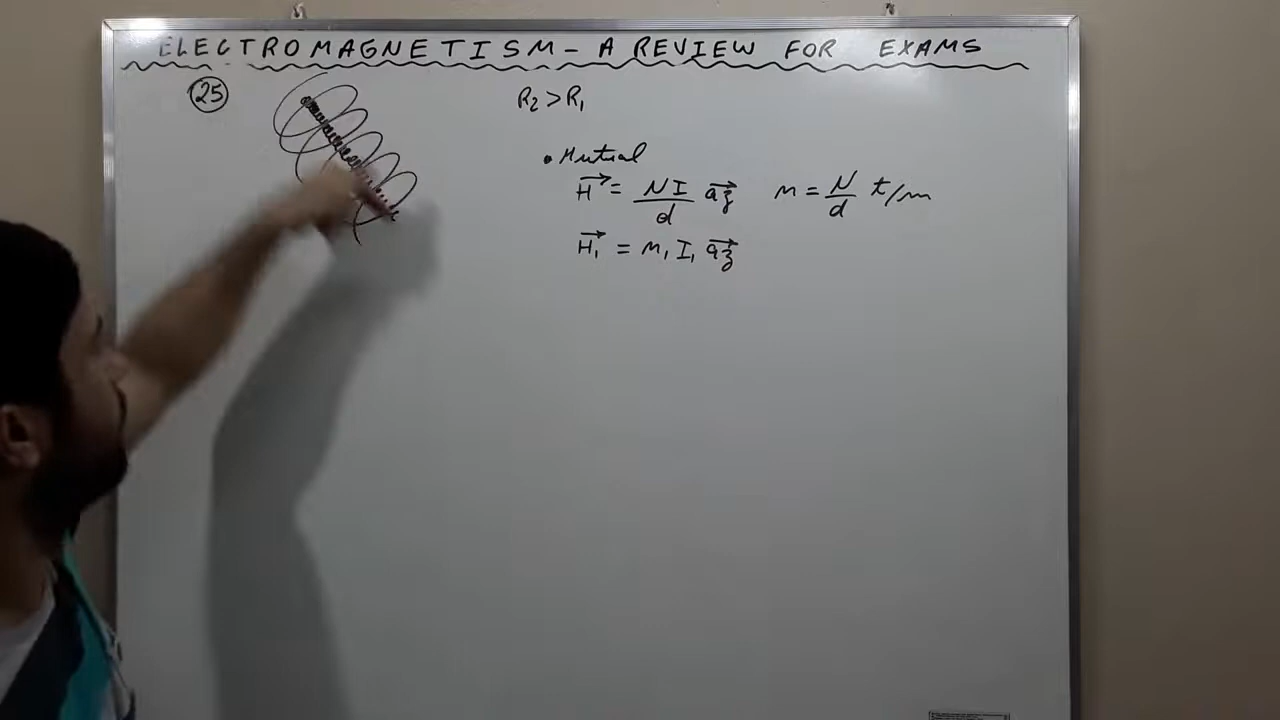 ELECTROMAGNETISM - A REVIEW FOR EXAMS
25
R₂ > R₁
• Mutual
H⃗ = NI/d a⃗z n = N/d t/m
H⃗₁ = n₁ I₁ a⃗z